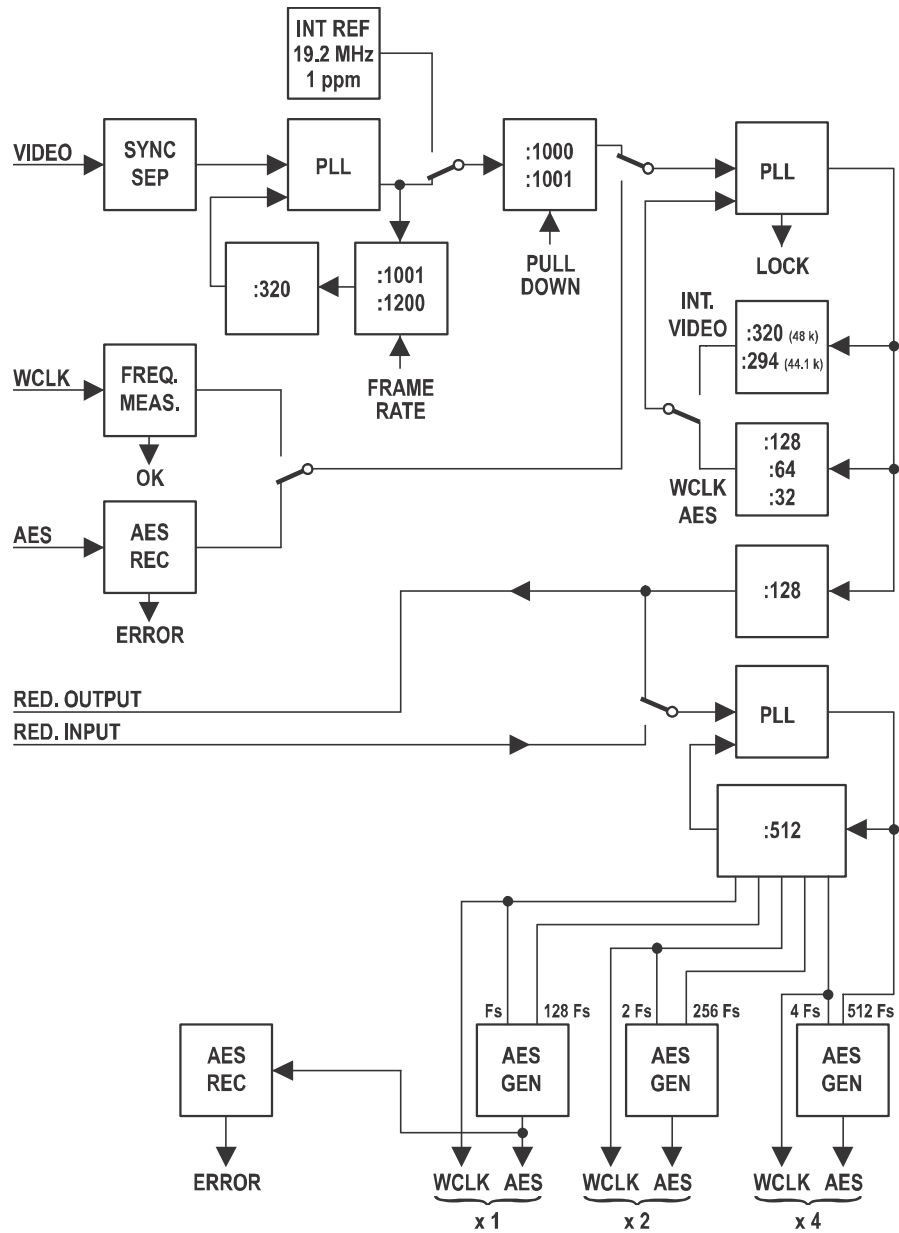 INT REF
19.2 MHz
1 ppm
VIDEO
SYNC
SEP
PLL
:1000
:1001
PULL
DOWN
PLL
LOCK
:320
:1001
:1200
FRAME
RATE
INT.
VIDEO
:320 (48 k)
:294 (44.1 k)
WCLK
FREQ.
MEAS.
OK
:128
:64
:32
WCLK
AES
AES
AES
REC
ERROR
:128
RED. OUTPUT
RED. INPUT
PLL
:512
Fs
128 Fs
2 Fs
256 Fs
4 Fs
512 Fs
AES
REC
AES
GEN
AES
GEN
AES
GEN
ERROR
WCLK AES
WCLK AES
WCLK AES
x 1
x 2
x 4